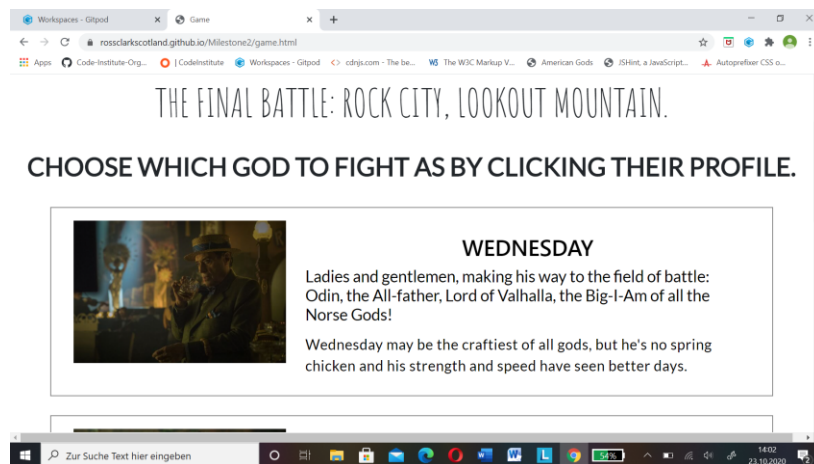 Workspaces - Gitpod
Game
rossclarkscotland.github.io/Milestone2/game.html
Apps Code-Institute-Org... | CodeInstitute Workspaces - Gitpod cdnjs.com - The be... The W3C Markup V... American Gods JSHint, a JavaScript... Autoprefixer CSS o...
THE FINAL BATTLE: ROCK CITY, LOOKOUT MOUNTAIN.
CHOOSE WHICH GOD TO FIGHT AS BY CLICKING THEIR PROFILE.
WEDNESDAY
Ladies and gentlemen, making his way to the field of battle:
Odin, the All-father, Lord of Valhalla, the Big-I-Am of all the
Norse Gods!
Wednesday may be the craftiest of all gods, but he's no spring
chicken and his strength and speed have seen better days.
Zur Suche Text hier eingeben
54%
14:02
23.10.2020